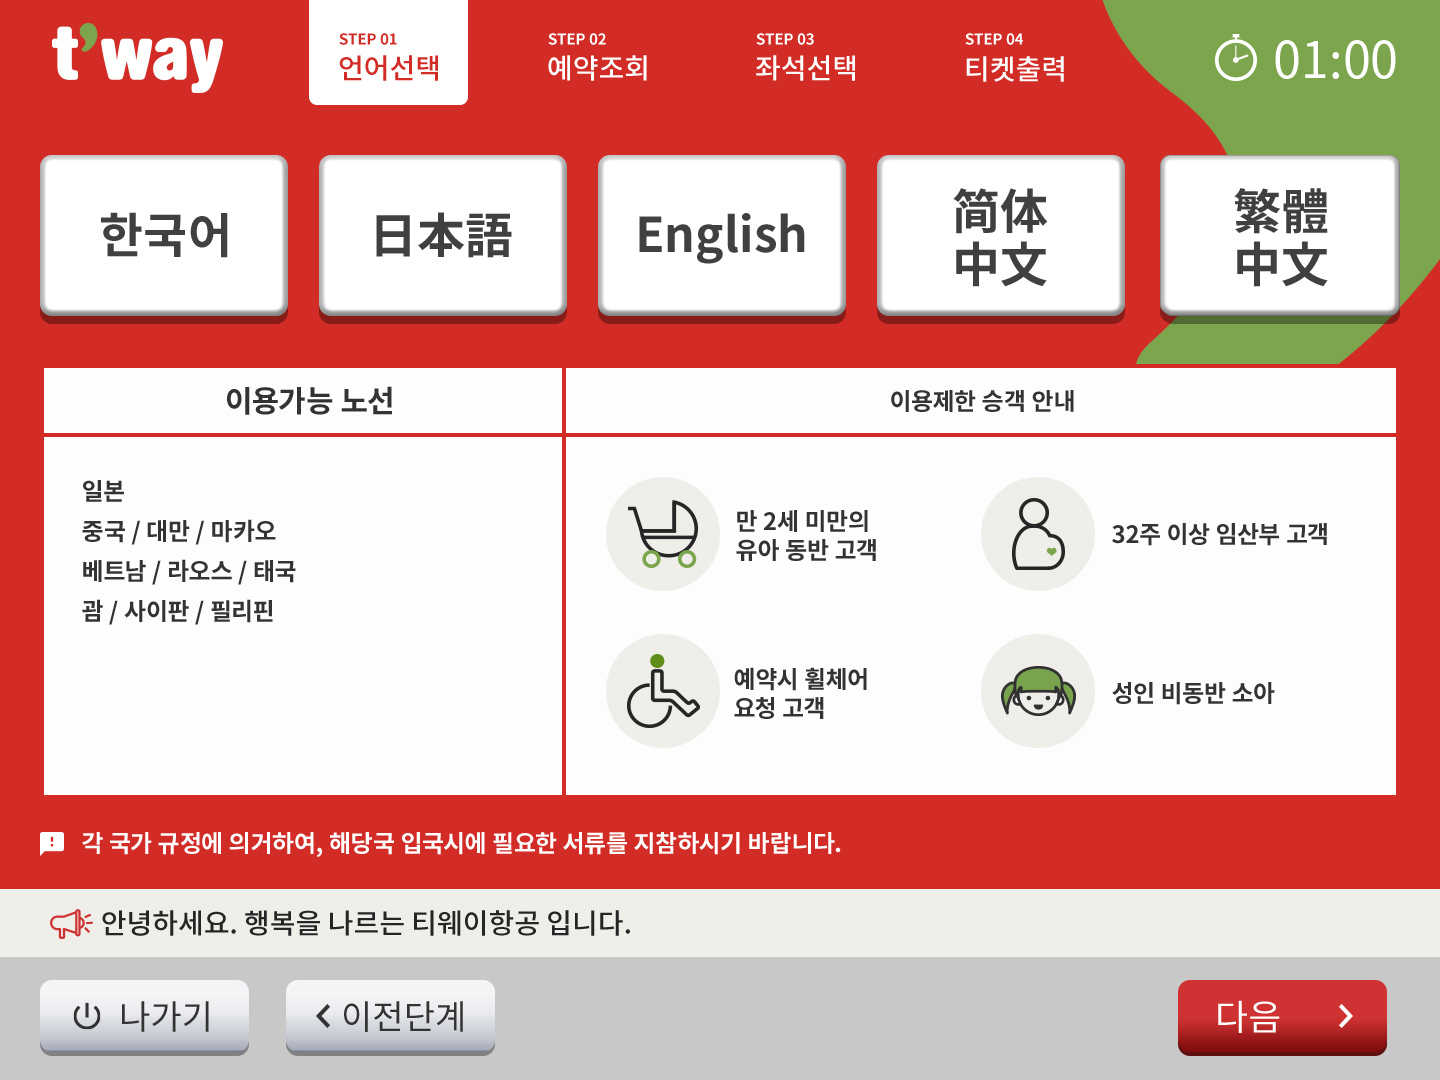 t'way
STEP 01
언어선택
STEP 02
예약조회
STEP 03
좌석선택
STEP 04
티켓출력
01:00
한국어
日本語
English
简体
中文
繁體
中文
이용가능 노선
이용제한 승객 안내
일본
중국 / 대만 / 마카오
베트남 / 라오스 / 태국
괌 / 사이판 / 필리핀
만 2세 미만의
유아 동반 고객
32주 이상 임산부 고객
예약시 휠체어
요청 고객
성인 비동반 소아
각 국가 규정에 의거하여, 해당국 입국시에 필요한 서류를 지참하시기 바랍니다.
안녕하세요. 행복을 나르는 티웨이항공 입니다.
나가기
이전단계
다음